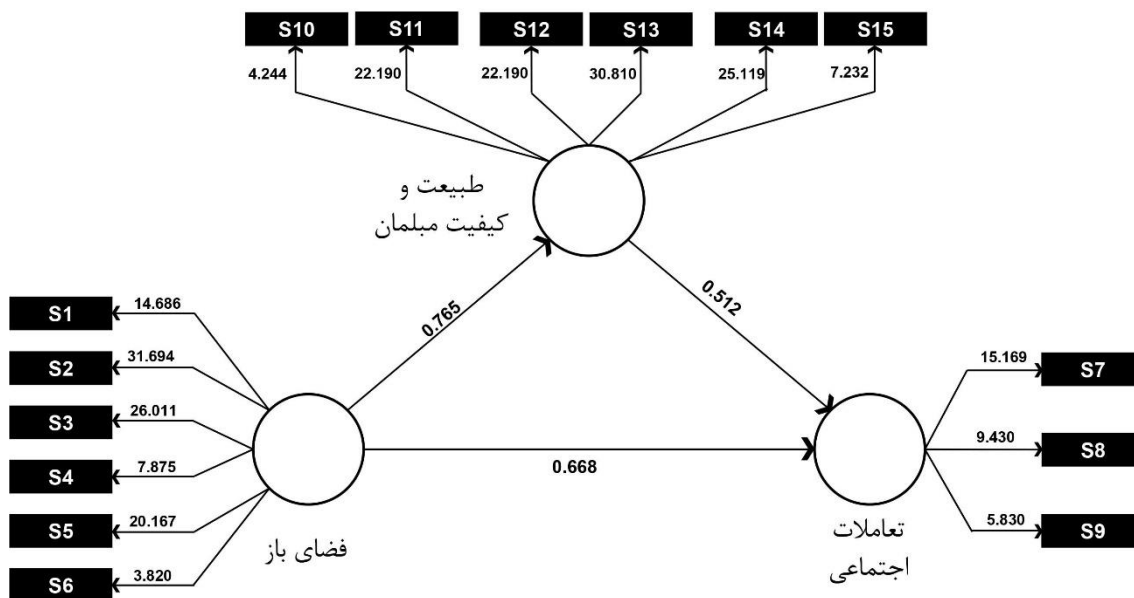 S10 S11 S12 S13 S14 S15
4.244 22.190 22.190 30.810 25.119 7.232
طبیعت و
کیفیت مبلمان
0.765
0.512
S1 14.686
S2 31.694
S3 26.011
S4 7.875
S5 20.167
S6 3.820
فضای باز
0.668
15.169 S7
9.430 S8
5.830 S9
تعاملات
اجتماعی